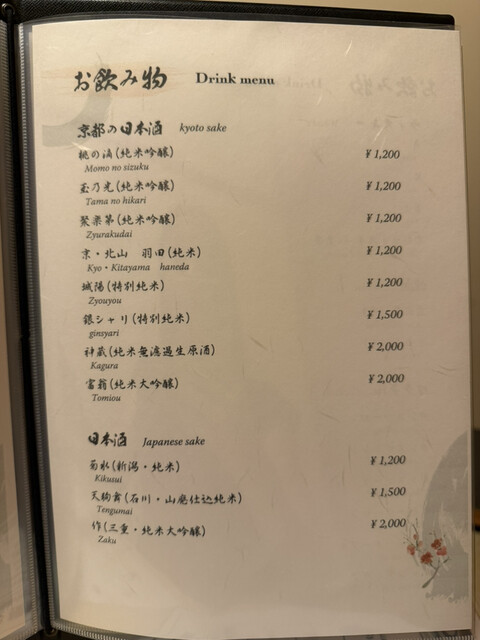 お飲み物 Drink menu
京都の日本酒 kyoto sake
桃の滴(純米吟醸) ¥1,200
Momo no sizuku
玉乃光(純米吟醸) ¥1,200
Tama no hikari
聚楽第(純米吟醸) ¥1,200
Zyurakudai
京・北山 羽田(純米) ¥1,200
Kyo・Kitayama haneda
城陽(特別純米) ¥1,200
Zyouyou
銀シャリ(特別純米) ¥1,500
ginsyari
神蔵(純米無濾過生原酒) ¥2,000
Kagura
富翁(純米大吟醸) ¥2,000
Tomiou
日本酒 Japanese sake
菊水(新潟・純米) ¥1,200
Kikusui
天狗舞(石川・山廃仕込純米) ¥1,500
Tengumai
作(三重・純米大吟醸) ¥2,000
Zaku